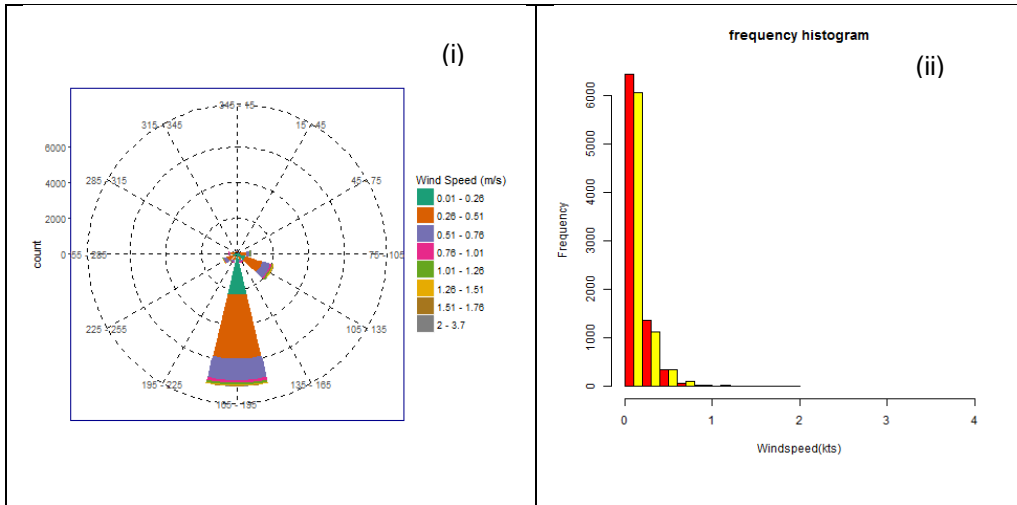 (i)
345 - 15
315 - 345
15 - 45
6000
285 - 315
45 - 75
4000
2000
0
255 - 285
75 - 105
count
225 - 255
105 - 135
195 - 225
135 - 165
165 - 195
Wind Speed (m/s)
0.01 - 0.26
0.26 - 0.51
0.51 - 0.76
0.76 - 1.01
1.01 - 1.26
1.26 - 1.51
1.51 - 1.76
2 - 3.7
frequency histogram
(ii)
Frequency
6000
5000
4000
3000
2000
1000
0
0 1 2 3 4
Windspeed(kts)